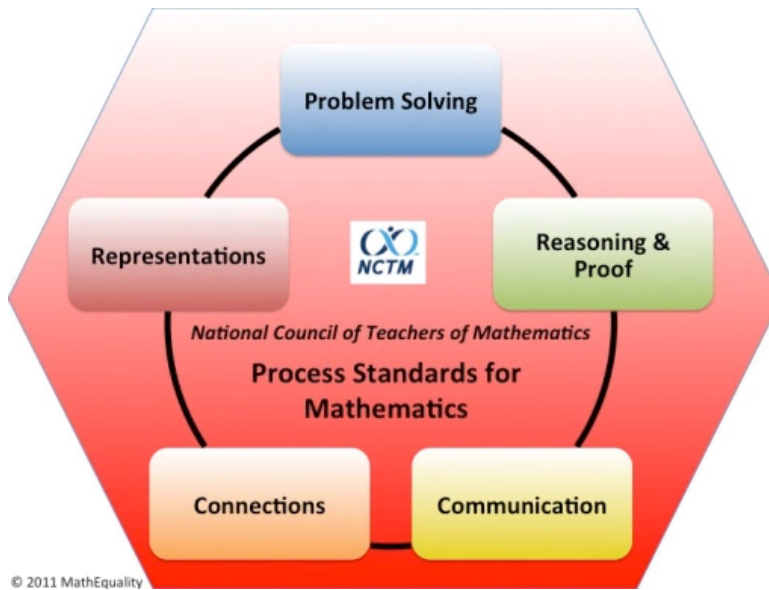 Problem Solving
Representations
Reasoning &
Proof
NCTM
National Council of Teachers of Mathematics
Process Standards for
Mathematics
Connections
Communication
© 2011 MathEquality